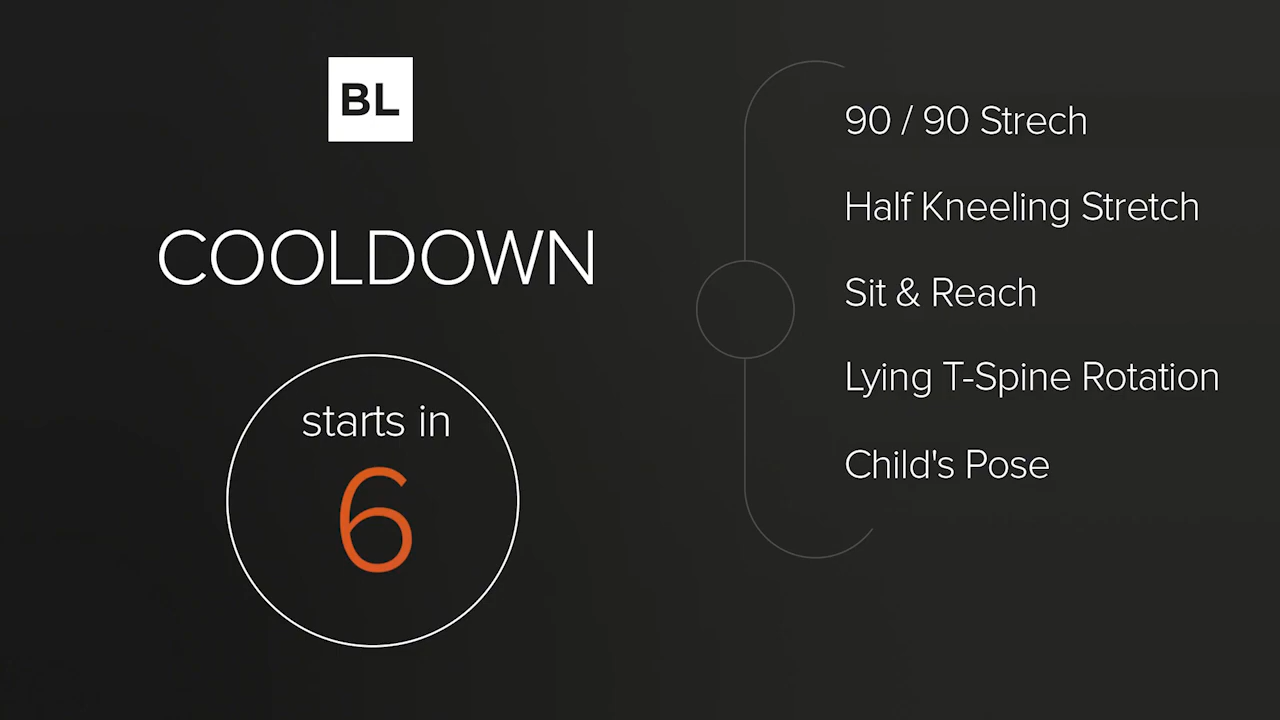 BL
COOLDOWN
starts in
6
90 / 90 Strech
Half Kneeling Stretch
Sit & Reach
Lying T-Spine Rotation
Child's Pose